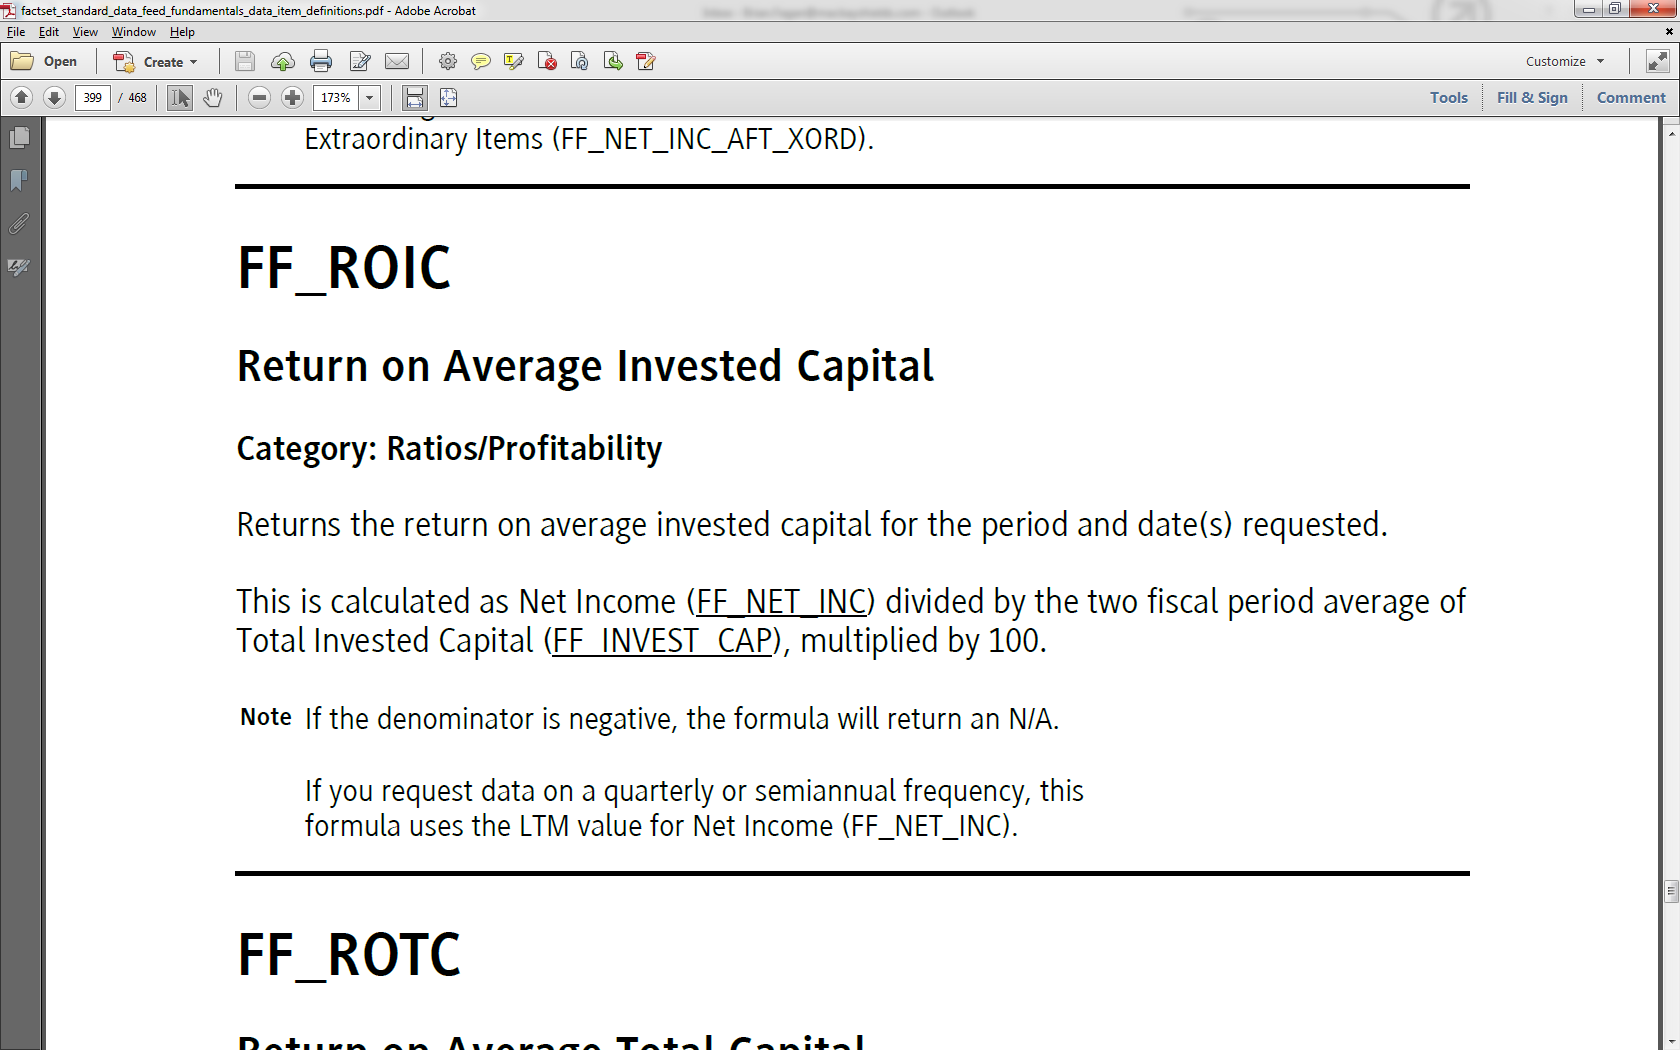 factset_standard_data_feed_fundamentals_data_item_definitions.pdf - Adobe Acrobat
File Edit View Window Help
Open Create Customize
399 / 468 173% Tools Fill & Sign Comment
Extraordinary Items (FF_NET_INC_AFT_XORD).
FF_ROIC
Return on Average Invested Capital
Category: Ratios/Profitability
Returns the return on average invested capital for the period and date(s) requested.
This is calculated as Net Income (FF_NET_INC) divided by the two fiscal period average of
Total Invested Capital (FF_INVEST_CAP), multiplied by 100.
Note If the denominator is negative, the formula will return an N/A.
If you request data on a quarterly or semiannual frequency, this
formula uses the LTM value for Net Income (FF_NET_INC).
FF_ROTC
Return on Average Total Capital